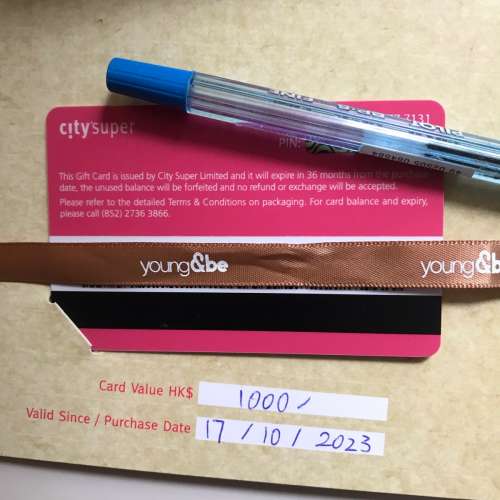 PILOT
7131
city'super
PIN:
This Gift Card is issued by City Super Limited and it will expire in 36 months from the purchase
date, the unused balance will be forfeited and no refund or exchange will be accepted.
Please refer to the detailed Terms & Conditions on packaging. For card balance and expiry,
please call (852) 2736 3866.
young&be
young&b
Card Value HK$ 1000/
Valid Since / Purchase Date 17 / 10 / 2023